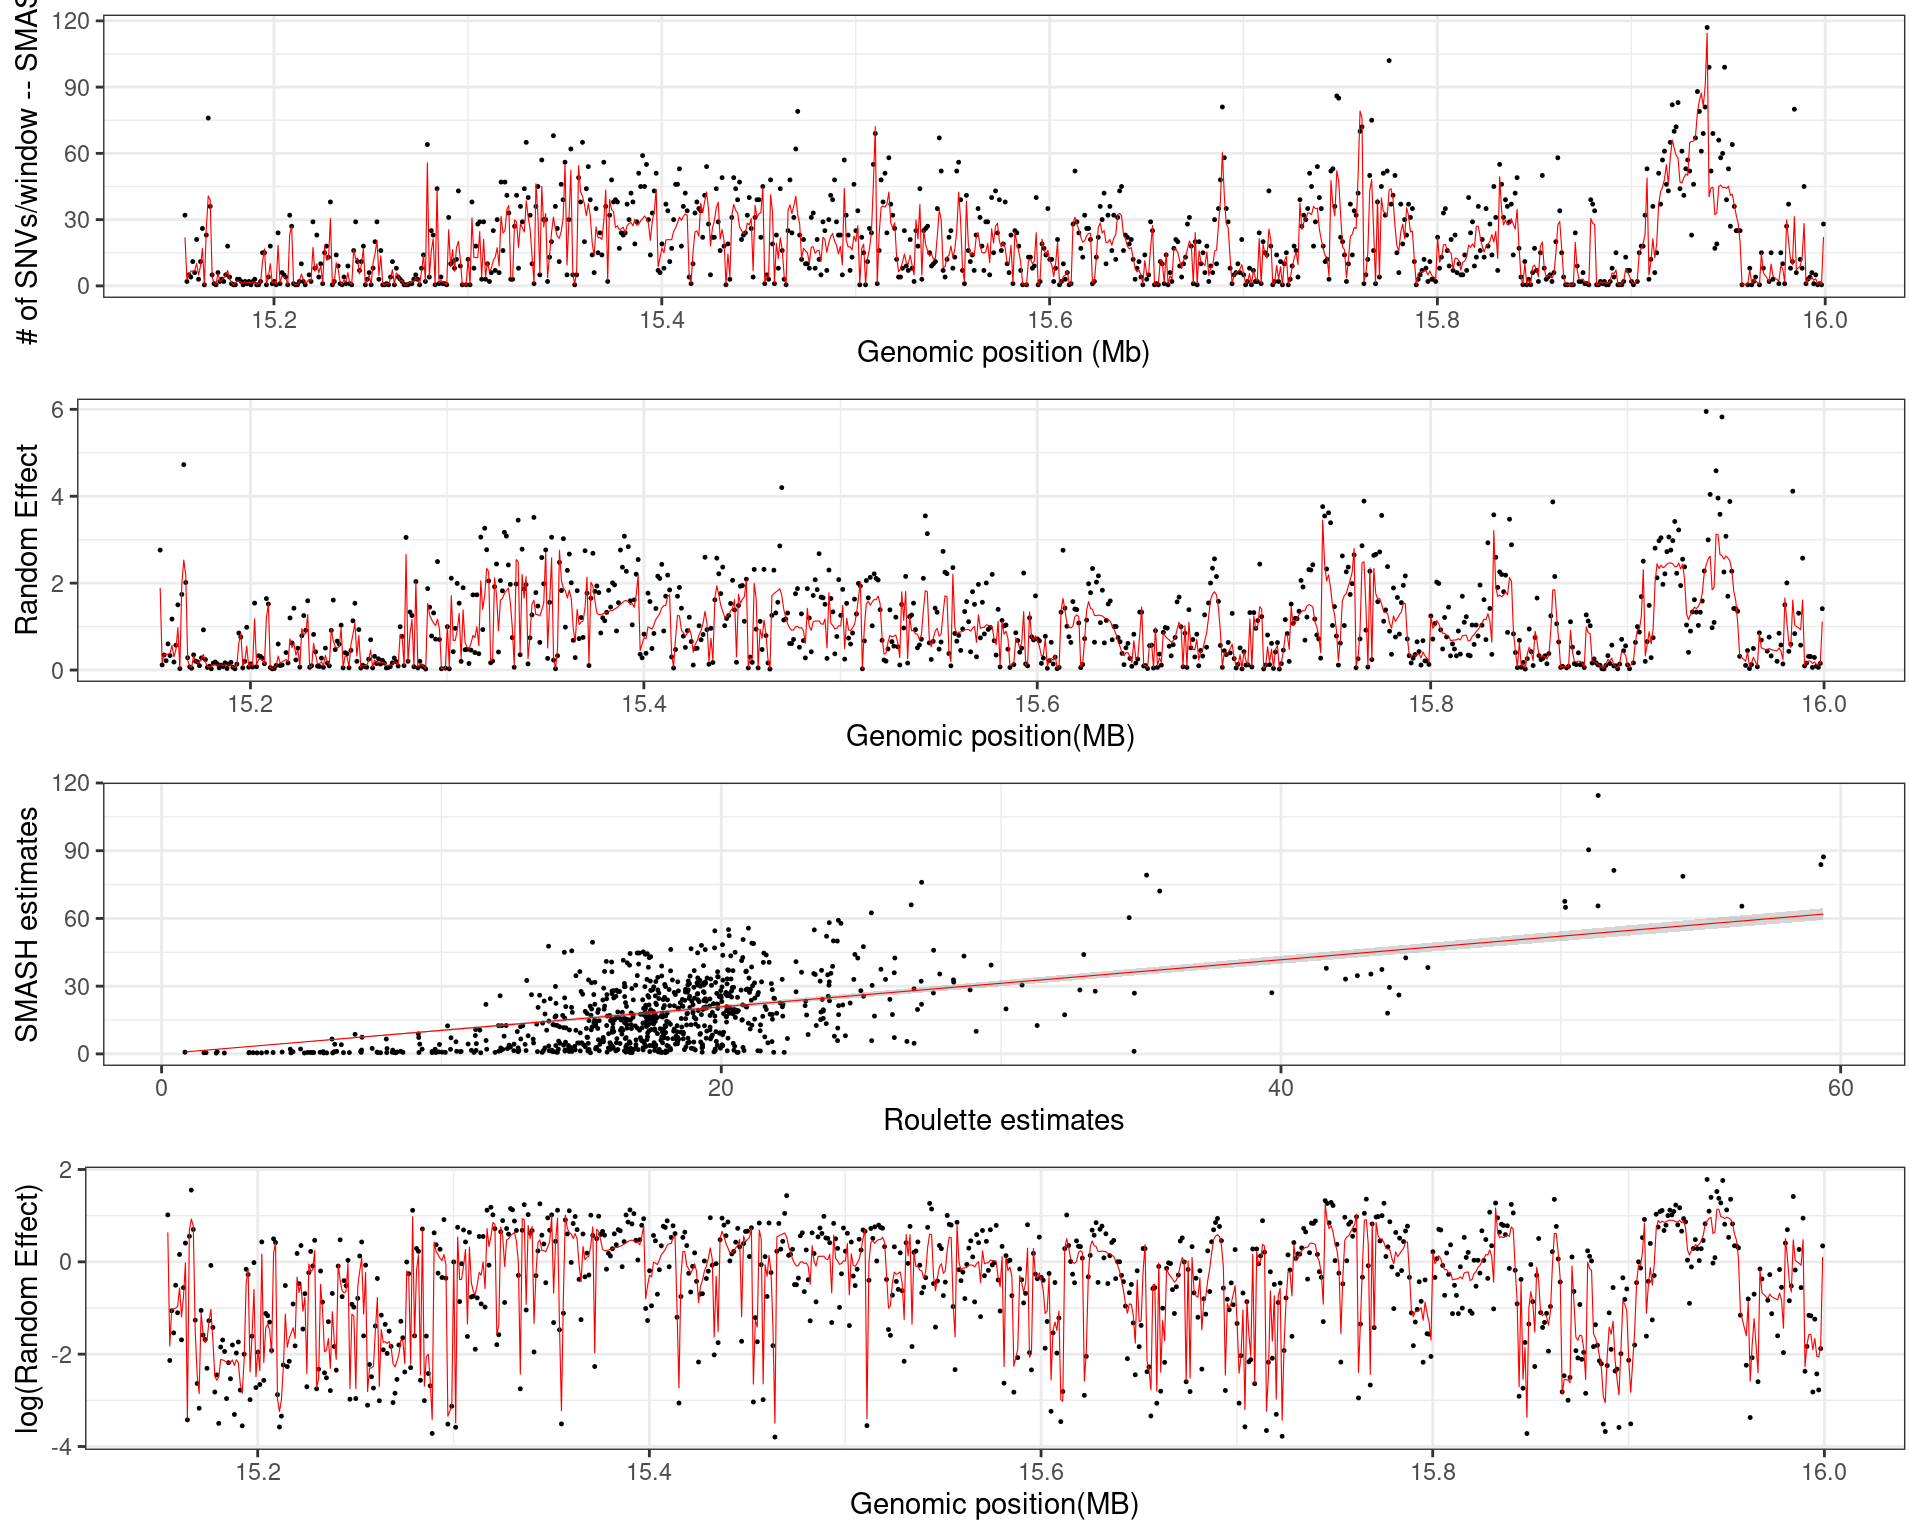 # of SNVs/window -- SMAS
120
90
60
30
0
15.2 15.4 15.6 15.8 16.0
Genomic position (Mb)
Random Effect
6
4
2
0
15.2 15.4 15.6 15.8 16.0
Genomic position(MB)
SMASH estimates
120
90
60
30
0
0 20 40 60
Roulette estimates
log(Random Effect)
2
0
-2
-4
15.2 15.4 15.6 15.8 16.0
Genomic position(MB)